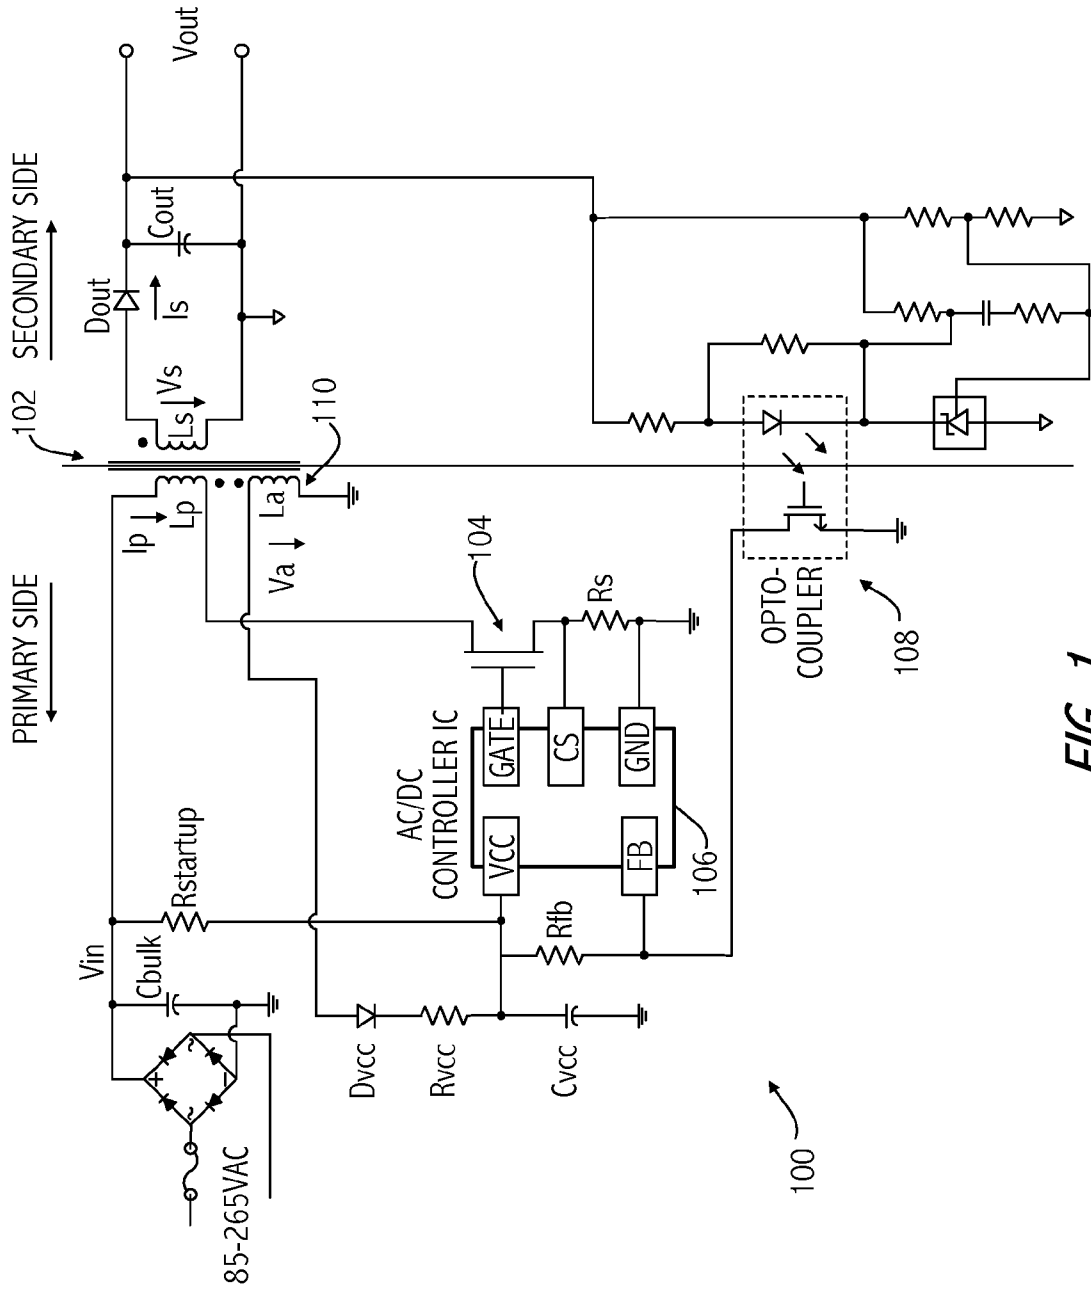 PRIMARY SIDE
SECONDARY SIDE
102
Vin
Ip
Lp
Ls
Vs
Dout
Is
Cout
Vout
85-265VAC
+
~
~
−
Cbulk
Rstartup
La
110
Va
Dvcc
Rvcc
Cvcc
AC/DC
CONTROLLER IC
VCC
GATE
CS
FB
GND
104
Rs
Rfb
106
OPTO-
COUPLER
108
100
FIG. 1